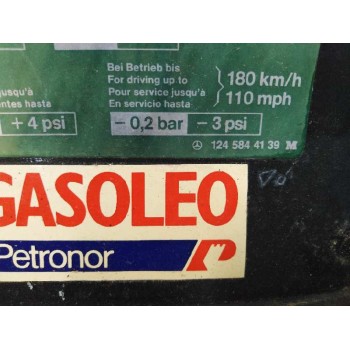 Bei Betrieb bis
For driving up to
Pour service jusqu'à
En servicio hasta
180 km/h
110 mph
jusqu'à
entes hasta
+ 4 psi
- 0,2 bar - 3 psi
124 584 41 39 M
GASOLEO
Petronor